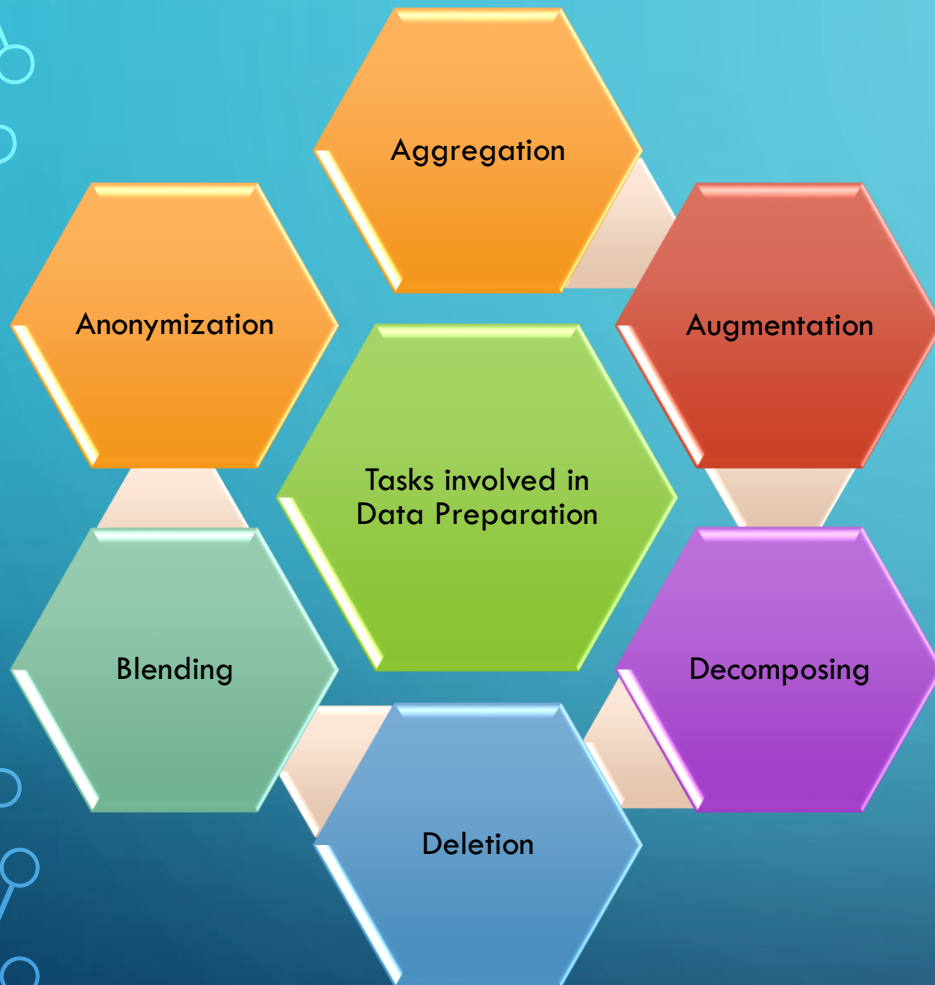 Aggregation
Anonymization
Augmentation
Tasks involved in
Data Preparation
Blending
Decomposing
Deletion